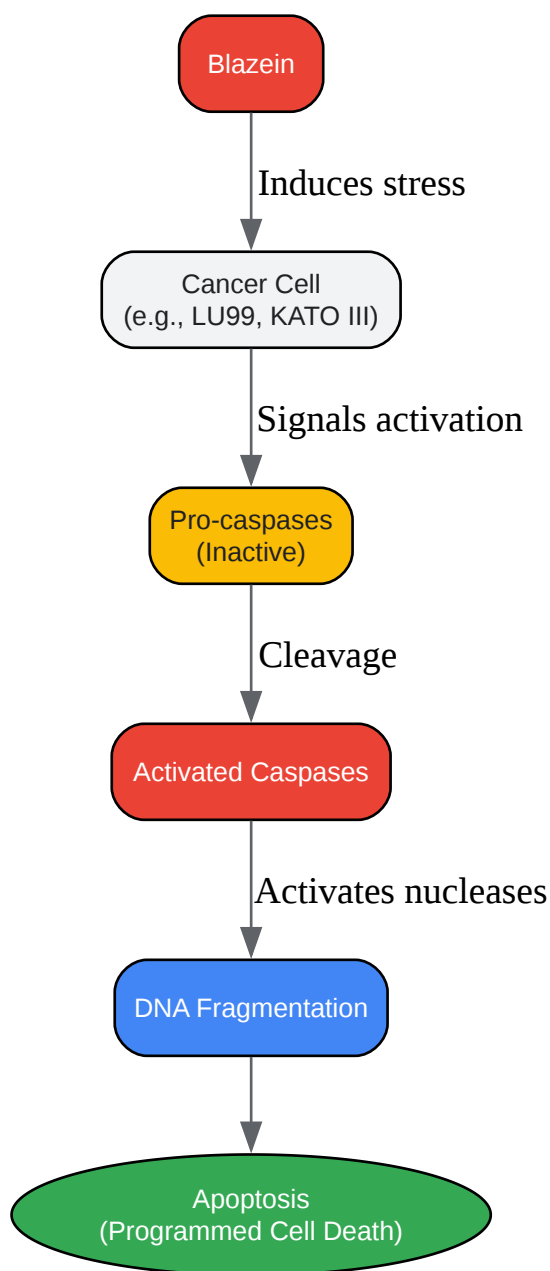 Blazein
Induces stress
Cancer Cell
(e.g., LU99, KATO III)
Signals activation
Pro-caspases
(Inactive)
Cleavage
Activated Caspases
Activates nucleases
DNA Fragmentation
Apoptosis
(Programmed Cell Death)